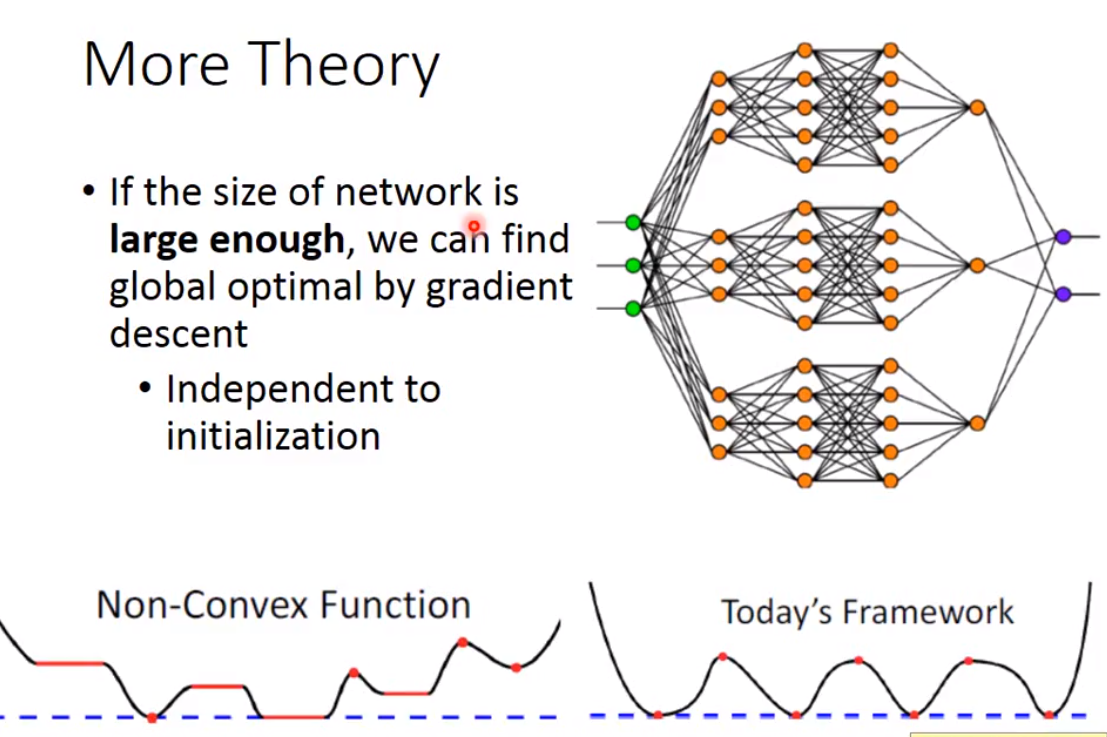 More Theory
• If the size of network is
large enough, we can find
global optimal by gradient
descent
• Independent to
initialization
Non-Convex Function
Today's Framework